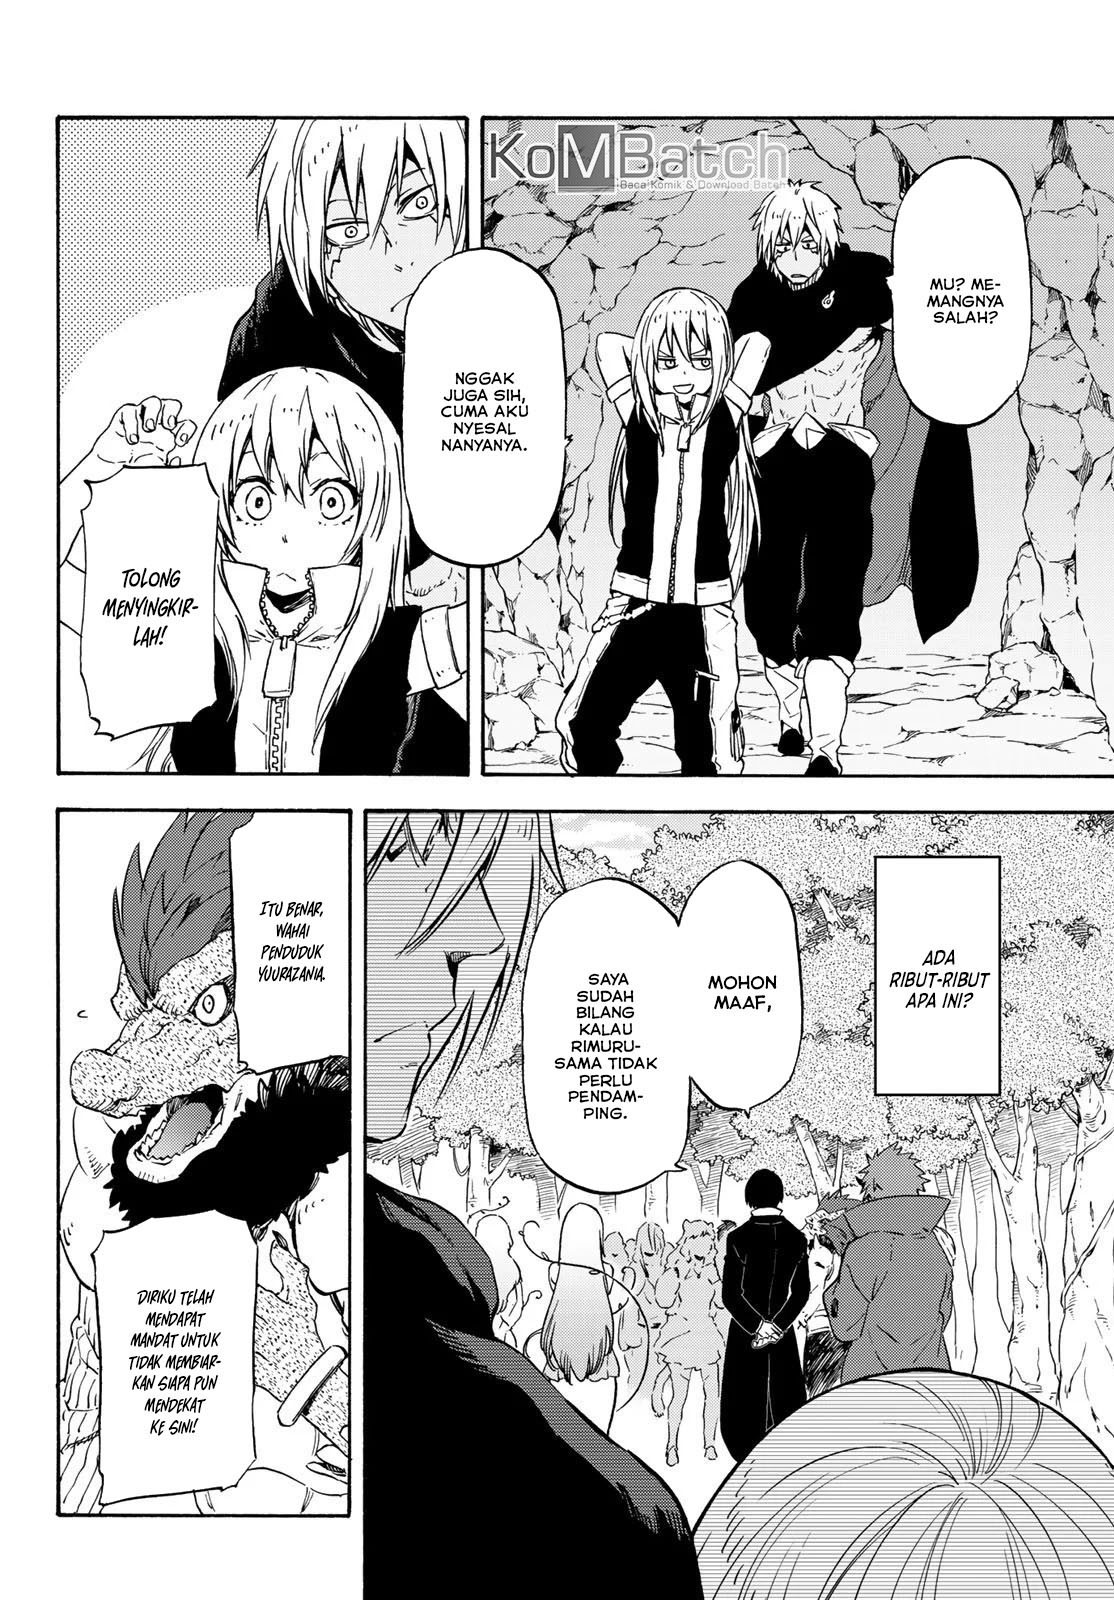 KoMBatch
Baca Komik & Download Batch
MU? ME-
MANGNYA
SALAH?
NGGAK
JUGA SIH,
CUMA AKU
NYESAL
NANYANYA.
TOLONG
MENYINGKIR-
LAH!
ADA
RIBUT-RIBUT
APA INI?
MOHON
MAAF,
SAYA
SUDAH
BILANG
KALAU
RIMURU-
SAMA TIDAK
PERLU
PENDAM-
PING.
ITU BENAR,
WAHAI
PENDUDUK
YUURAZANIA.
DIRIKU TELAH
MENDAPAT
MANDAT UNTUK
TIDAK MEMBIAR-
KAN SIAPA PUN
MENDEKAT
KE SINI!